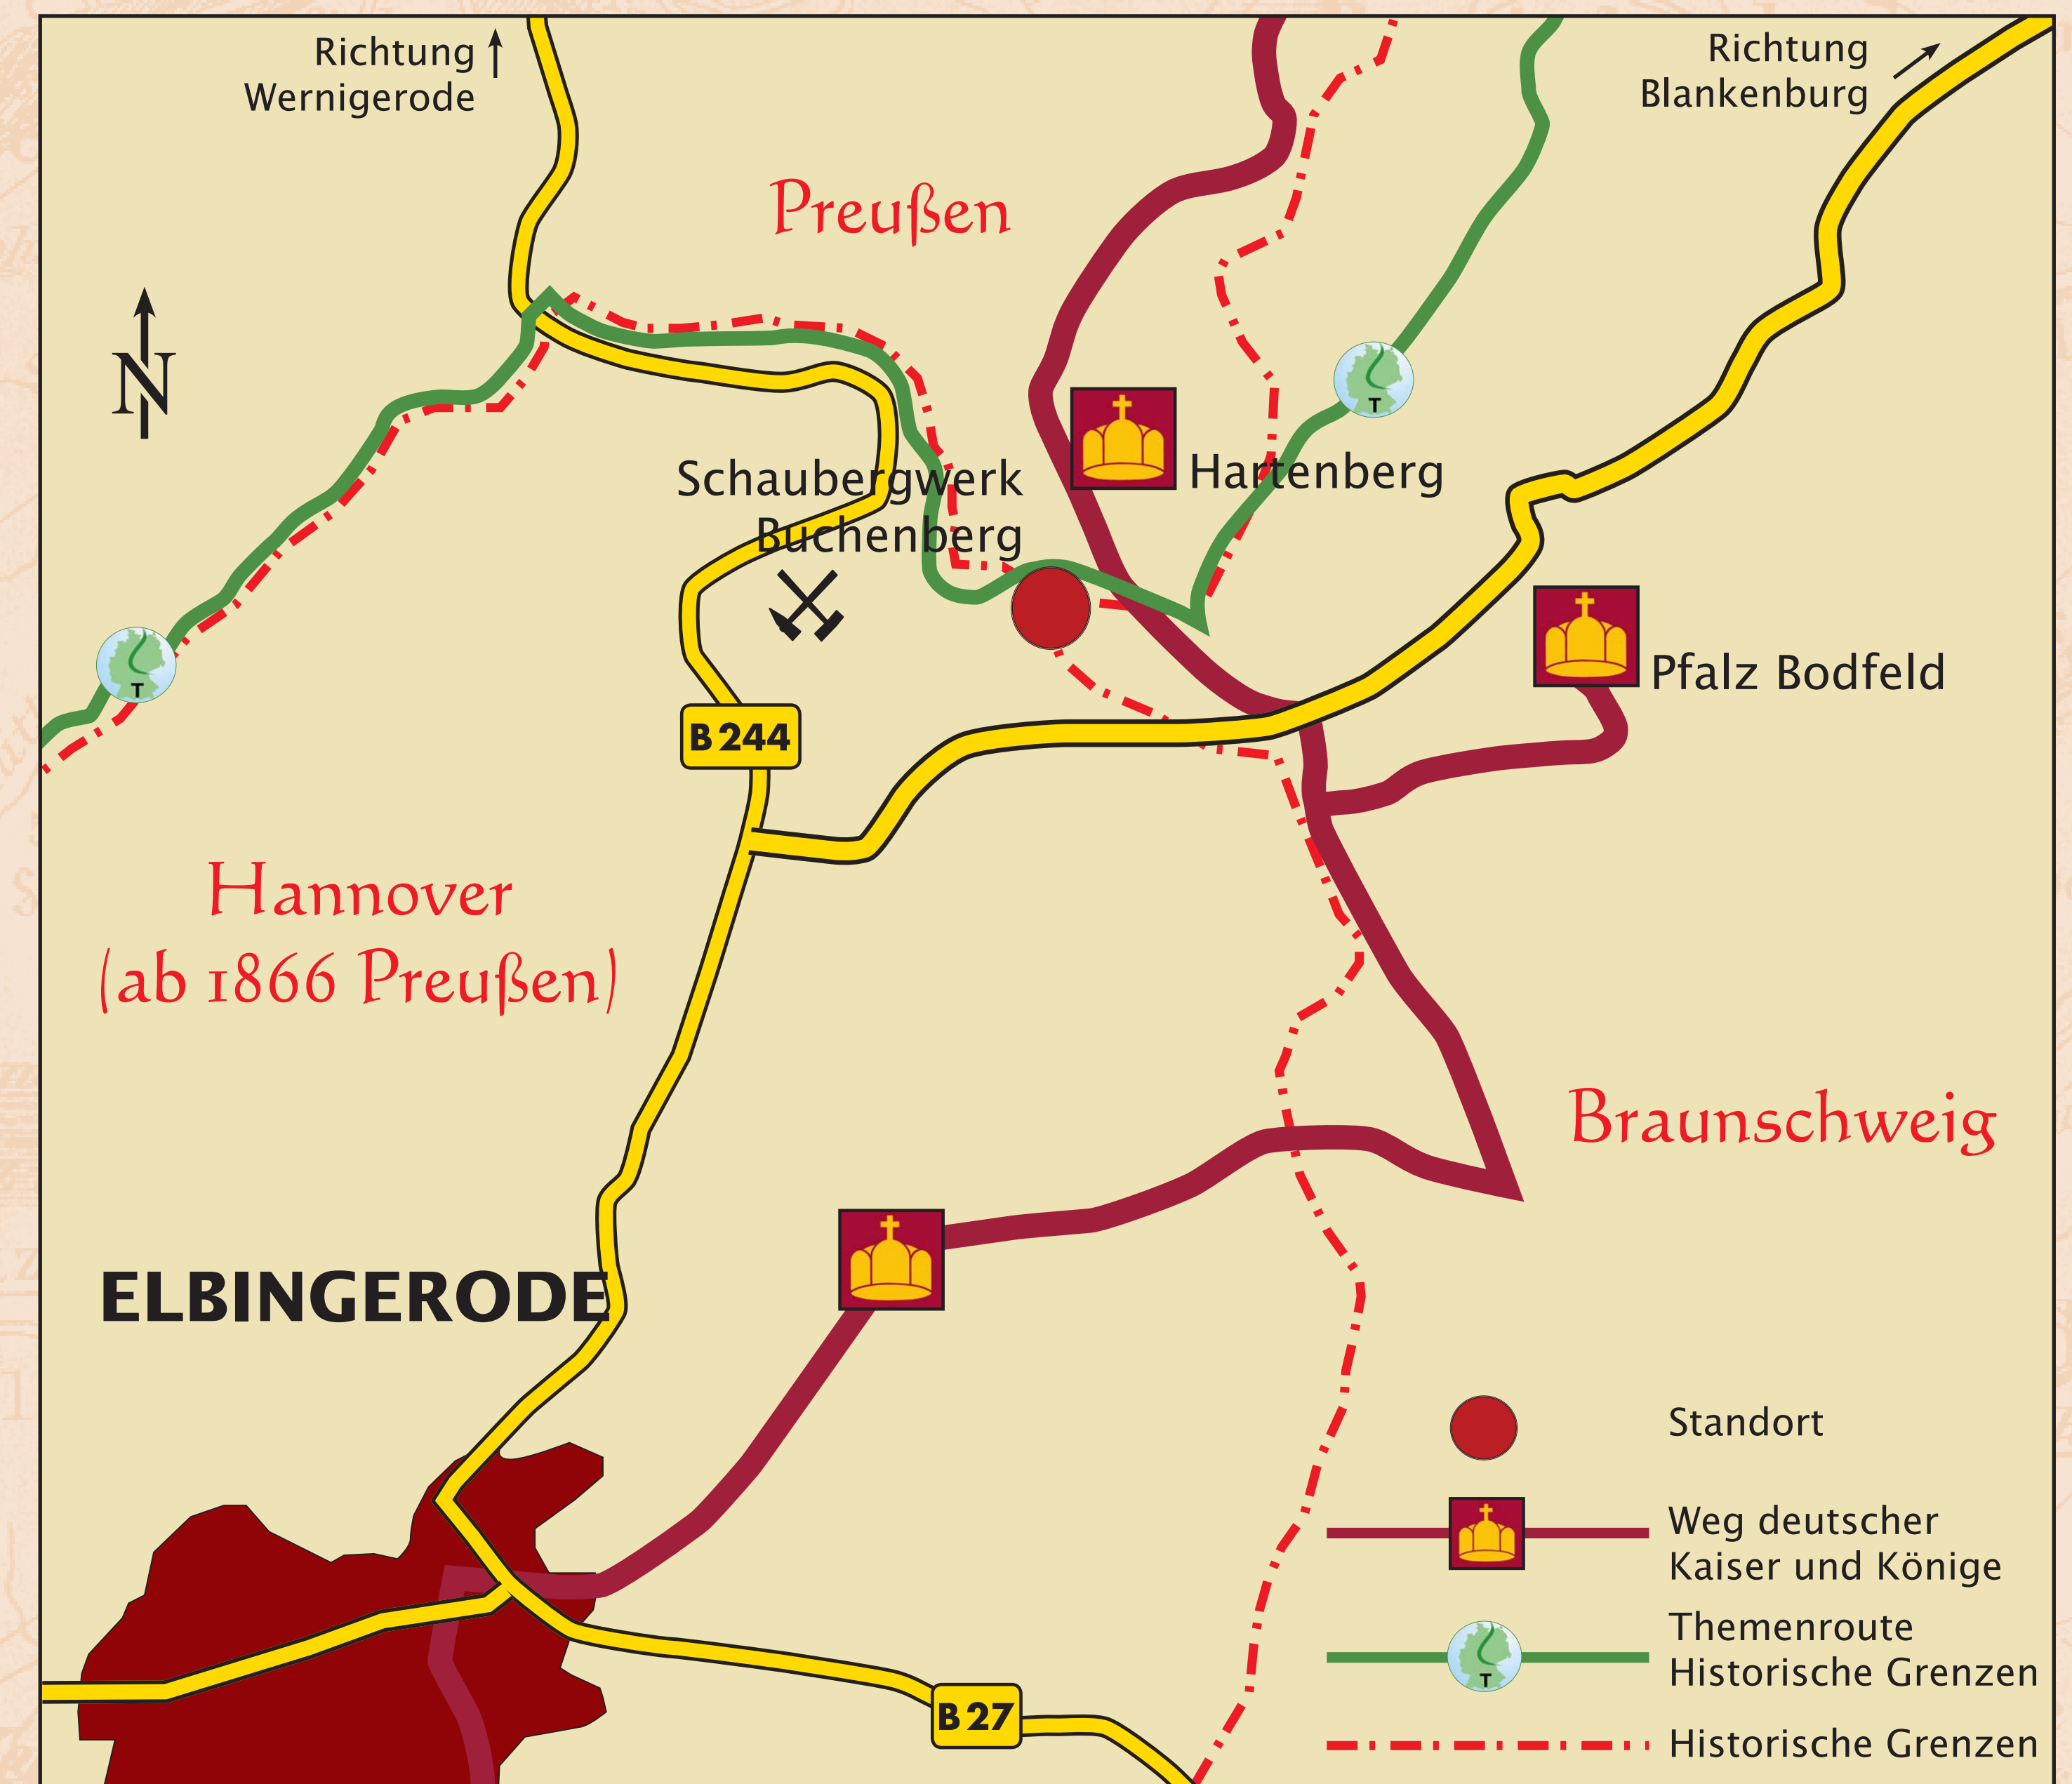 Richtung
Wernigerode
Richtung
Blankenburg
Preußen
N
Schaubergwerk
Buchenberg
Hartenberg
T
T
Pfalz Bodfeld
B 244
Hannover
(ab 1866 Preußen)
Braunschweig
ELBINGERODE
B 27
Standort
Weg deutscher
Kaiser und Könige
Themenroute
Historische Grenzen
T
Historische Grenzen